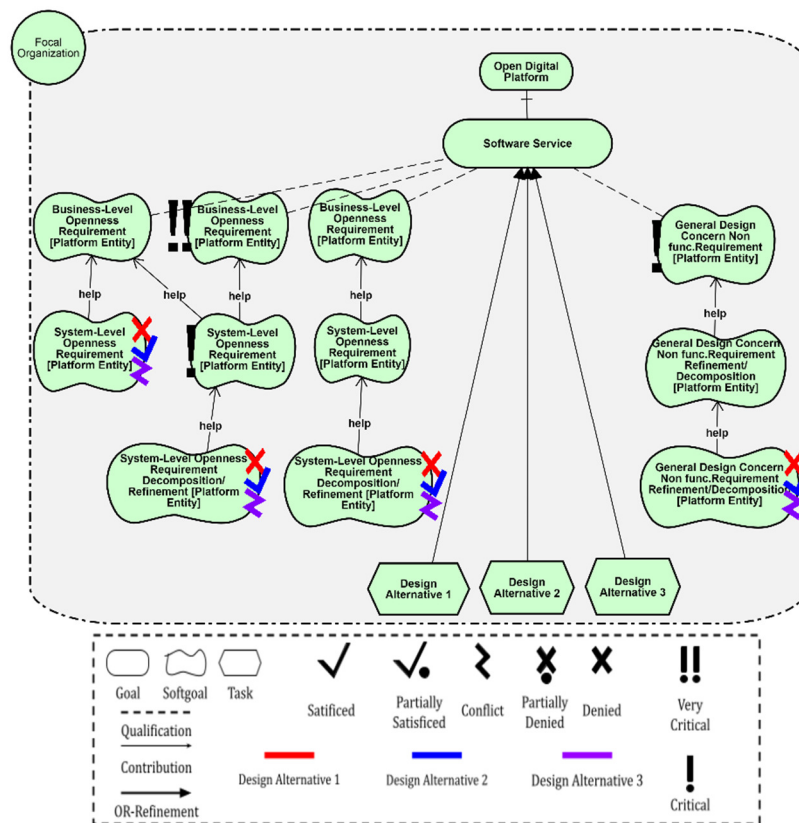 Focal
Organization
Open Digital
Platform
Software Service
Business-Level
Openness
Requirement
[Platform Entity]
Business-Level
Openness
Requirement
[Platform Entity]
Business-Level
Openness
Requirement
[Platform Entity]
General Design
Concern Non
func.Requirement
[Platform Entity]
help
help
help
help
help
System-Level
Openness
Requirement
[Platform Entity]
System-Level
Openness
Requirement
[Platform Entity]
System-Level
Openness
Requirement
[Platform Entity]
General Design Concern
Non func.Requirement
Refinement/
Decomposition
[Platform Entity]
help
help
help
System-Level Openness
Requirement
Decomposition/
Refinement [Platform
Entity]
System-Level Openness
Requirement
Decomposition/
Refinement [Platform
Entity]
General Design Concern
Non func.Requirement
Refinement/Decomposition
[Platform Entity]
Design
Alternative 1
Design
Alternative 2
Design
Alternative 3
Goal
Softgoal
Task
Satificed
Partially
Satisficed
Conflict
Partially
Denied
Denied
Very
Critical
Qualification
Contribution
OR-Refinement
Design Alternative 1
Design Alternative 2
Design Alternative 3
Critical